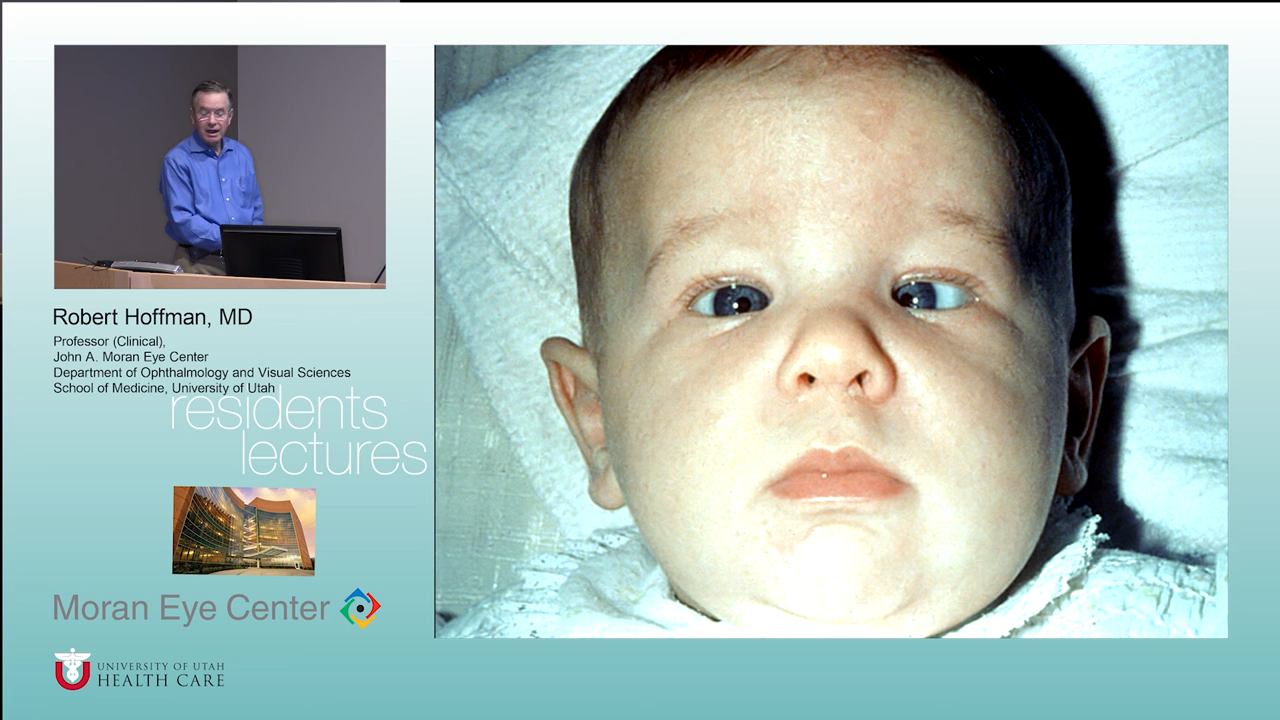 Robert Hoffman, MD
Professor (Clinical),
John A. Moran Eye Center
Department of Ophthalmology and Visual Sciences
School of Medicine, University of Utah
residents
lectures
Moran Eye Center
UNIVERSITY OF UTAH
HEALTH CARE